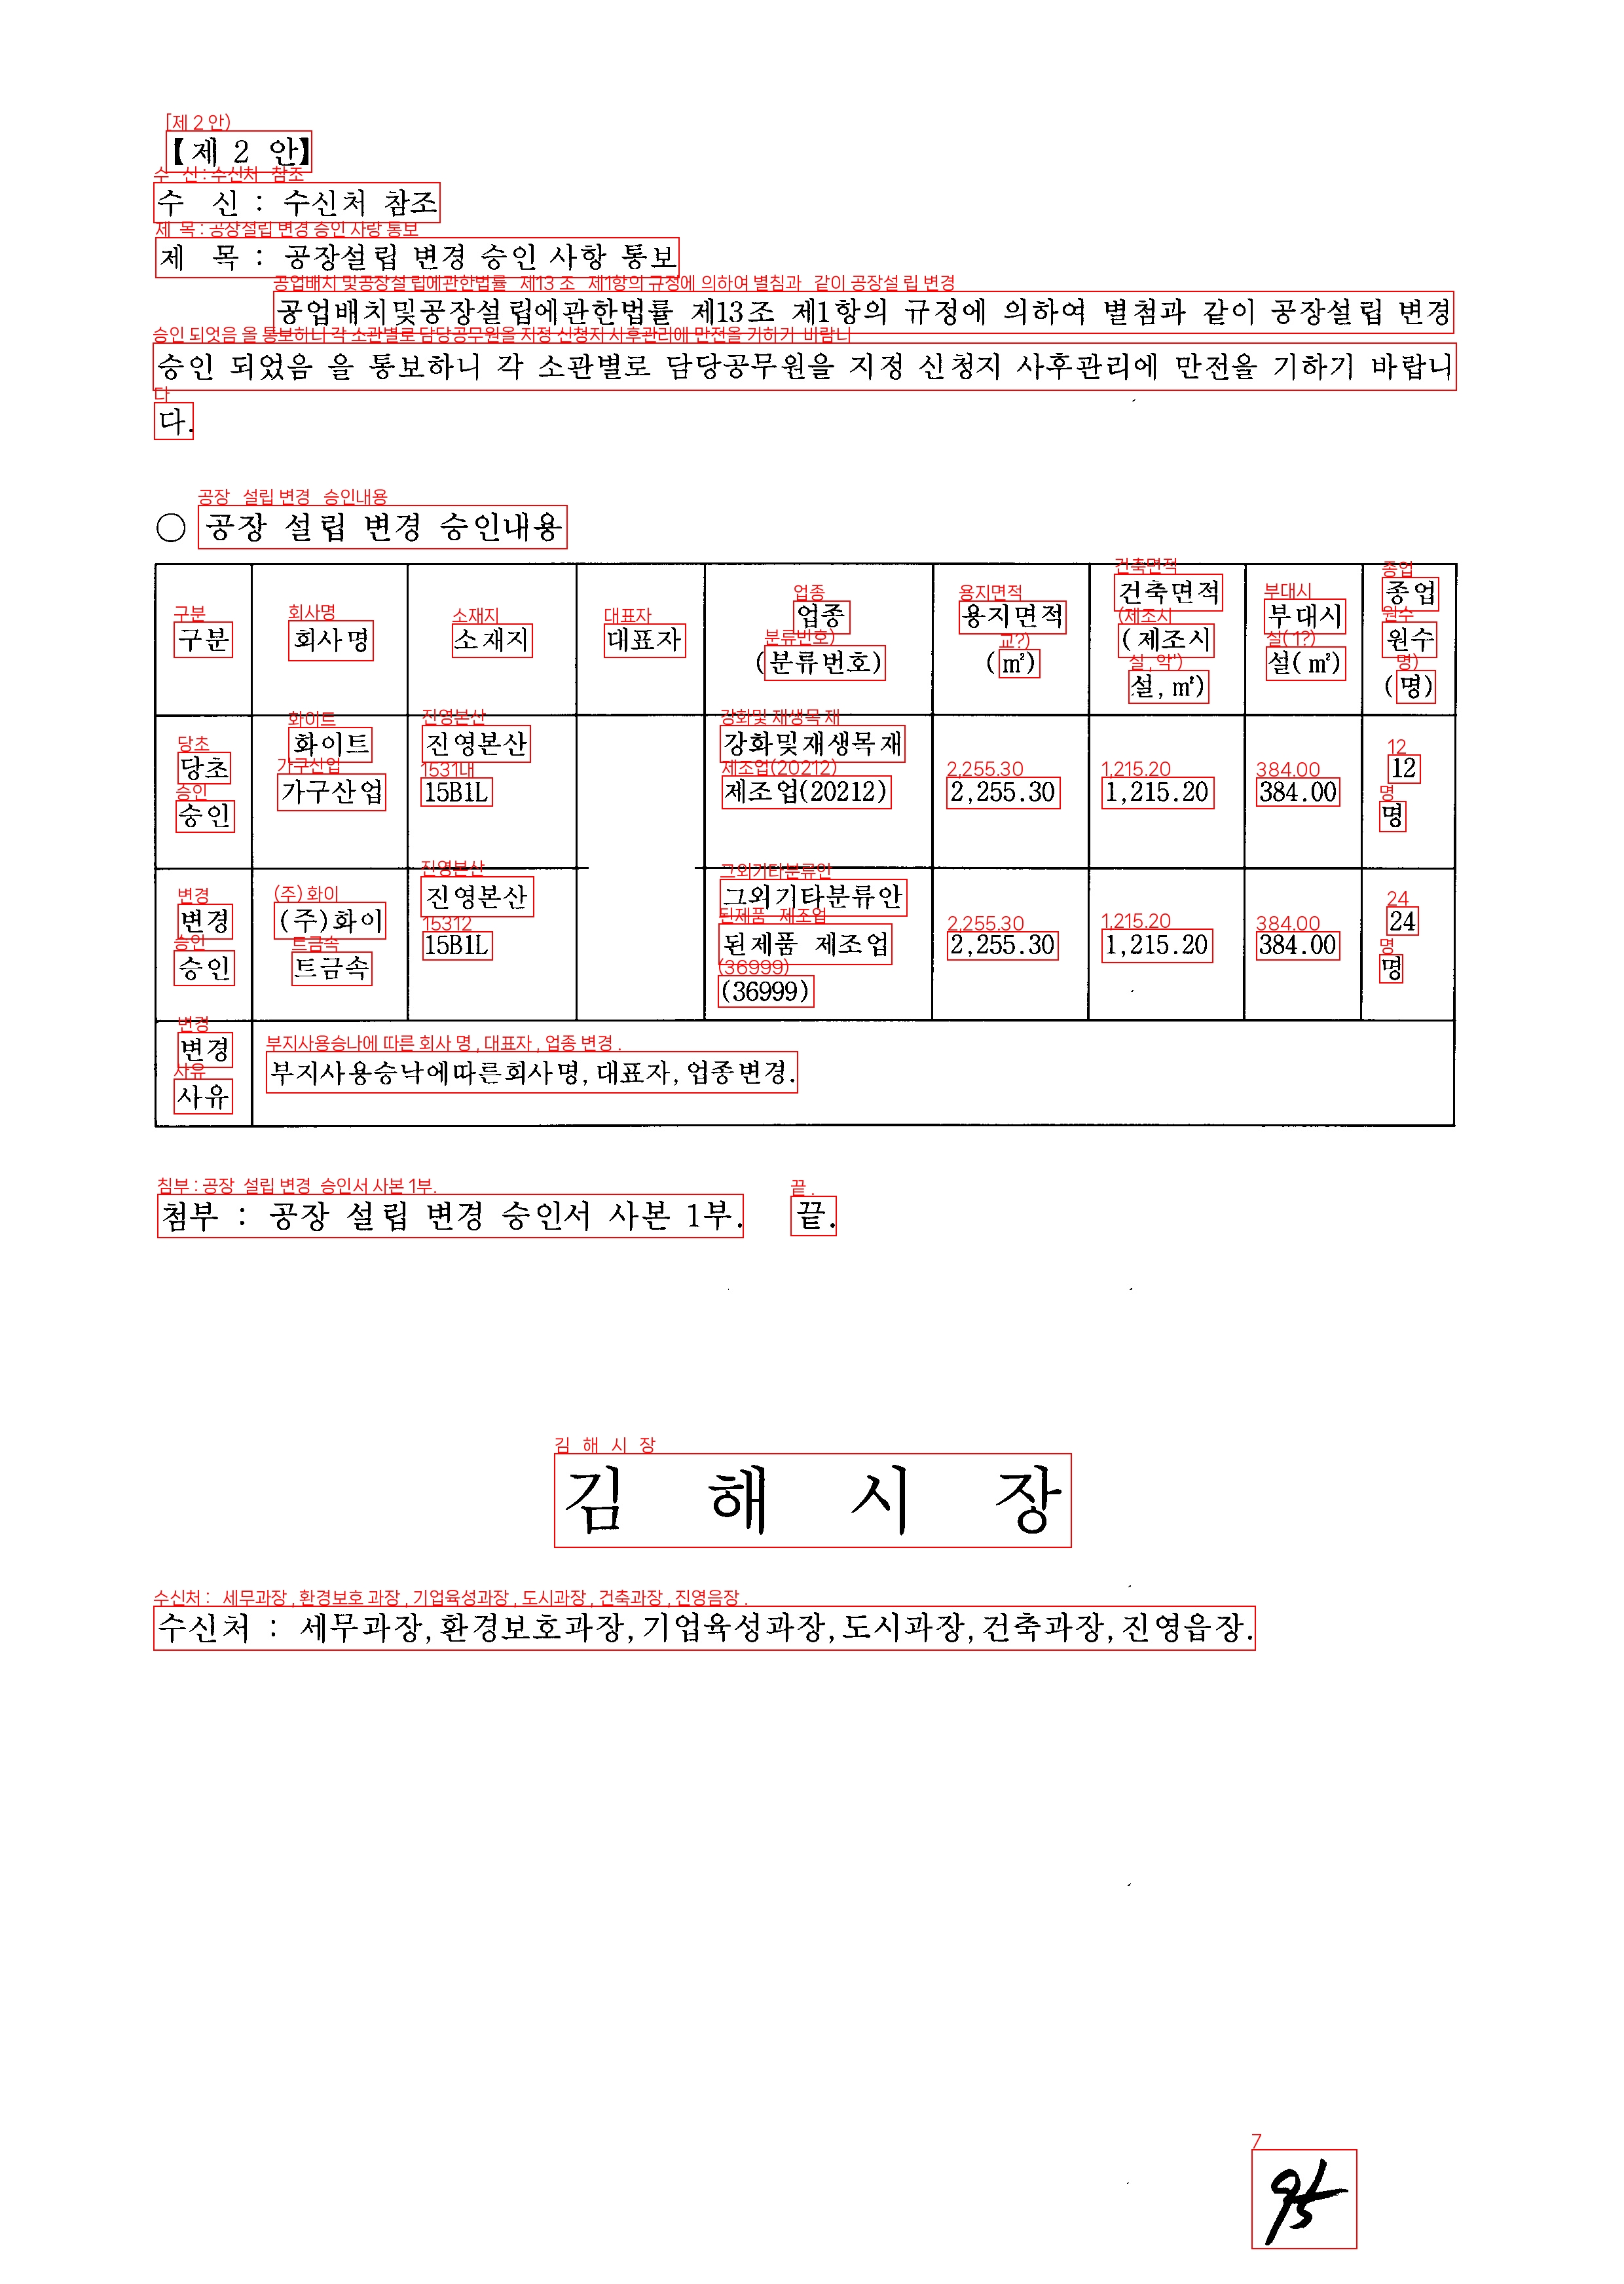 【제 2 안】
수 신 : 수신처 참조
제 목 : 공장설립 변경 승인 사항 통보
공업배치및공장설립에관한법률 제13조 제1항의 규정에 의하여 별첨과 같이 공장설립 변경
승인 되었음 을 통보하니 각 소관별로 담당공무원을 지정 신청지 사후관리에 만전을 기하기 바랍니
다.
○ 공장 설립 변경 승인내용
구분 회사명 소재지 대표자 업종 (분류번호) 용지면적 (㎡) 건축면적 (제조시설, ㎡) 부대시설(㎡) 종업원수 (명)
당초 승인 화이트 가구산업 진영본산 15B1L 강화및재생목재 제조업(20212) 2,255.30 1,215.20 384.00 12 명
변경 승인 (주)화이트금속 진영본산 15B1L 그외기타분류안 된제품 제조업 (36999) 2,255.30 1,215.20 384.00 24 명
변경 사유 부지사용승낙에따른회사명, 대표자, 업종변경.
첨부 : 공장 설립 변경 승인서 사본 1부. 끝.
김 해 시 장
수신처 : 세무과장, 환경보호과장, 기업육성과장, 도시과장, 건축과장, 진영읍장.